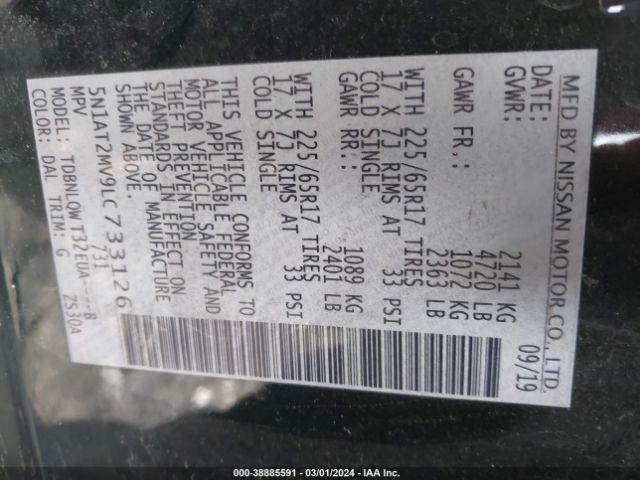 MFD BY NISSAN MOTOR CO., LTD.
DATE: 09/19
GVWR: 2141 KG
4720 LB
GAWR FR.: 1072 KG
2363 LB
WITH 225/65R17 TIRES
17 X 7J RIMS AT 33 PSI
COLD SINGLE
GAWR RR.: 1089 KG
2401 LB
WITH 225/65R17 TIRES
17 X 7J RIMS AT 33 PSI
COLD SINGLE
THIS VEHICLE CONFORMS TO
ALL APPLICABLE FEDERAL
MOTOR VEHICLE SAFETY AND
THEFT PREVENTION
STANDARDS IN EFFECT ON
THE DATE OF MANUFACTURE
SHOWN ABOVE.
5N1AT2MV9LC733126
MPV 731
MODEL: TDBNLQWT32EUA----B
COLOR: DAL TRIM: G 2530A
000-38885591 - 03/01/2024 - IAA Inc.